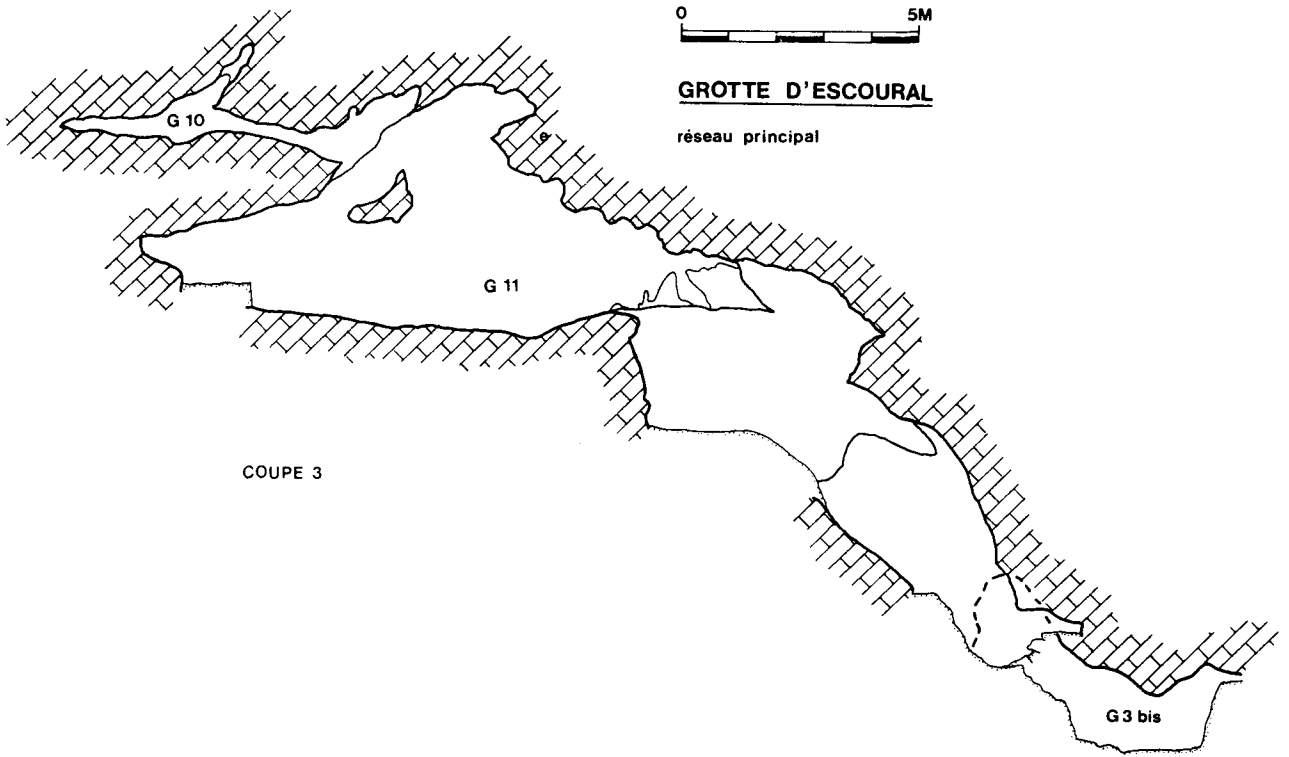 0 5M
GROTTE D'ESCOURAL
réseau principal
G 10
e
G 11
COUPE 3
G 3 bis